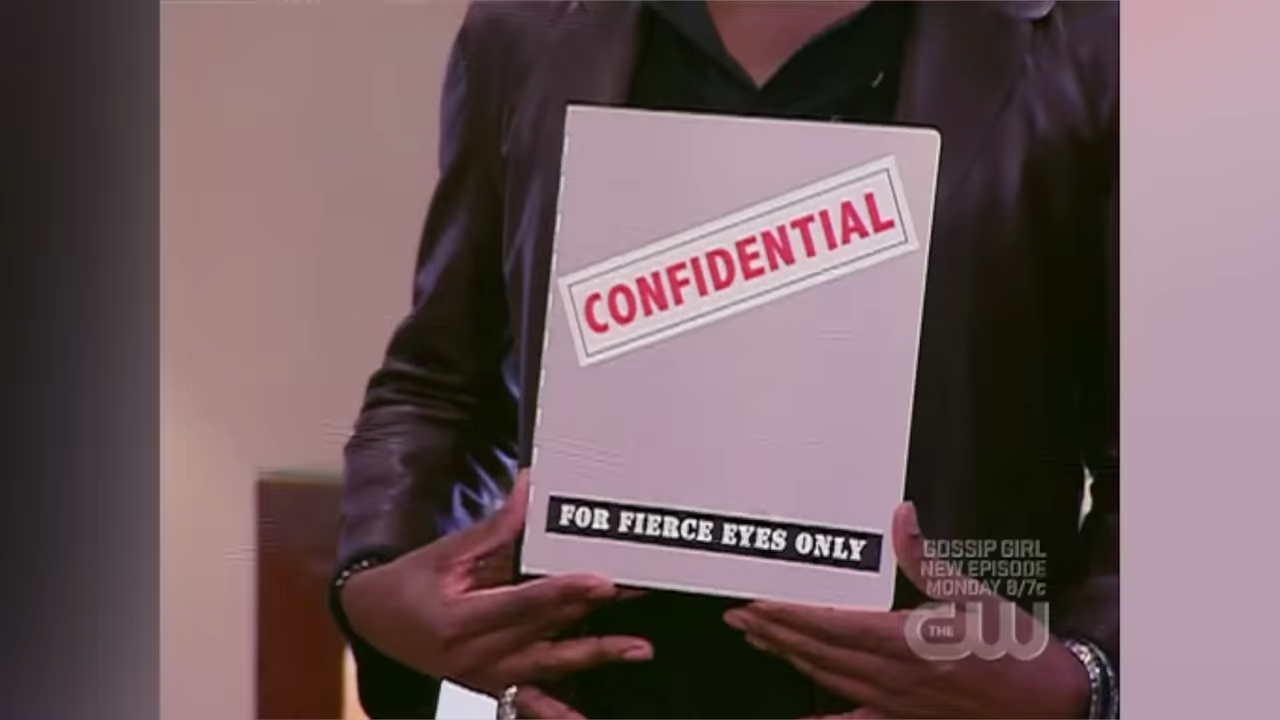 CONFIDENTIAL
FOR FIERCE EYES ONLY
GOSSIP GIRL
NEW EPISODE
MONDAY 8/7c
THE CW